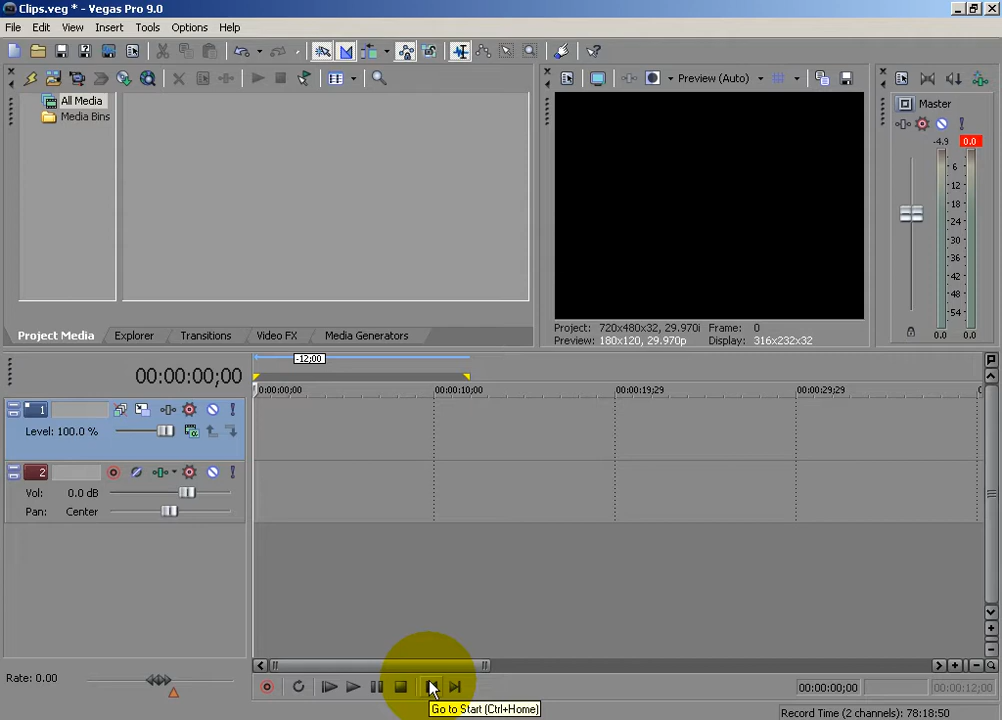 Clips.veg * - Vegas Pro 9.0
File Edit View Insert Tools Options Help
Preview (Auto)
All Media
Media Bins
Master
-4.9 0.0
6
12
18
24
30
36
42
48
54
0.0 0.0
Project: 720x480x32, 29.970i Frame: 0
Preview: 180x120, 29.970p Display: 316x232x32
Project Media Explorer Transitions Video FX Media Generators
-12;00
00:00:00;00
0:00:00;00 00:00:10;00 00:00:19;29 00:00:29;29
1
Level: 100.0 %
2
Vol: 0.0 dB
Pan: Center
Rate: 0.00
00:00:00;00 00:00:12;00
Go to Start (Ctrl+Home)
Record Time (2 channels): 78:18:50